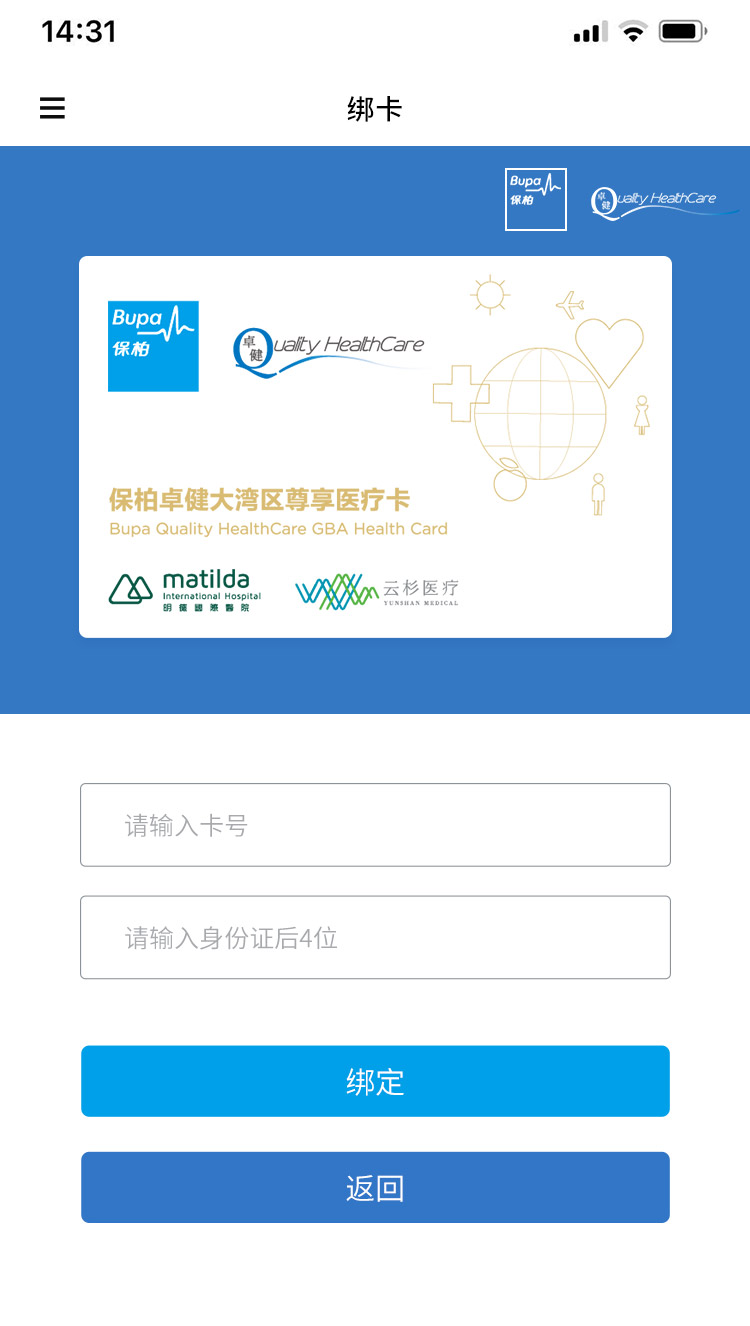 14:31
绑卡
Bupa
保柏
卓健 Quality HealthCare
Bupa
保柏
卓健 Quality HealthCare
保柏卓健大湾区尊享医疗卡
Bupa Quality HealthCare GBA Health Card
matilda
International Hospital
明德國際醫院
云杉医疗
YUNSHAN MEDICAL
请输入卡号
请输入身份证后4位
绑定
返回